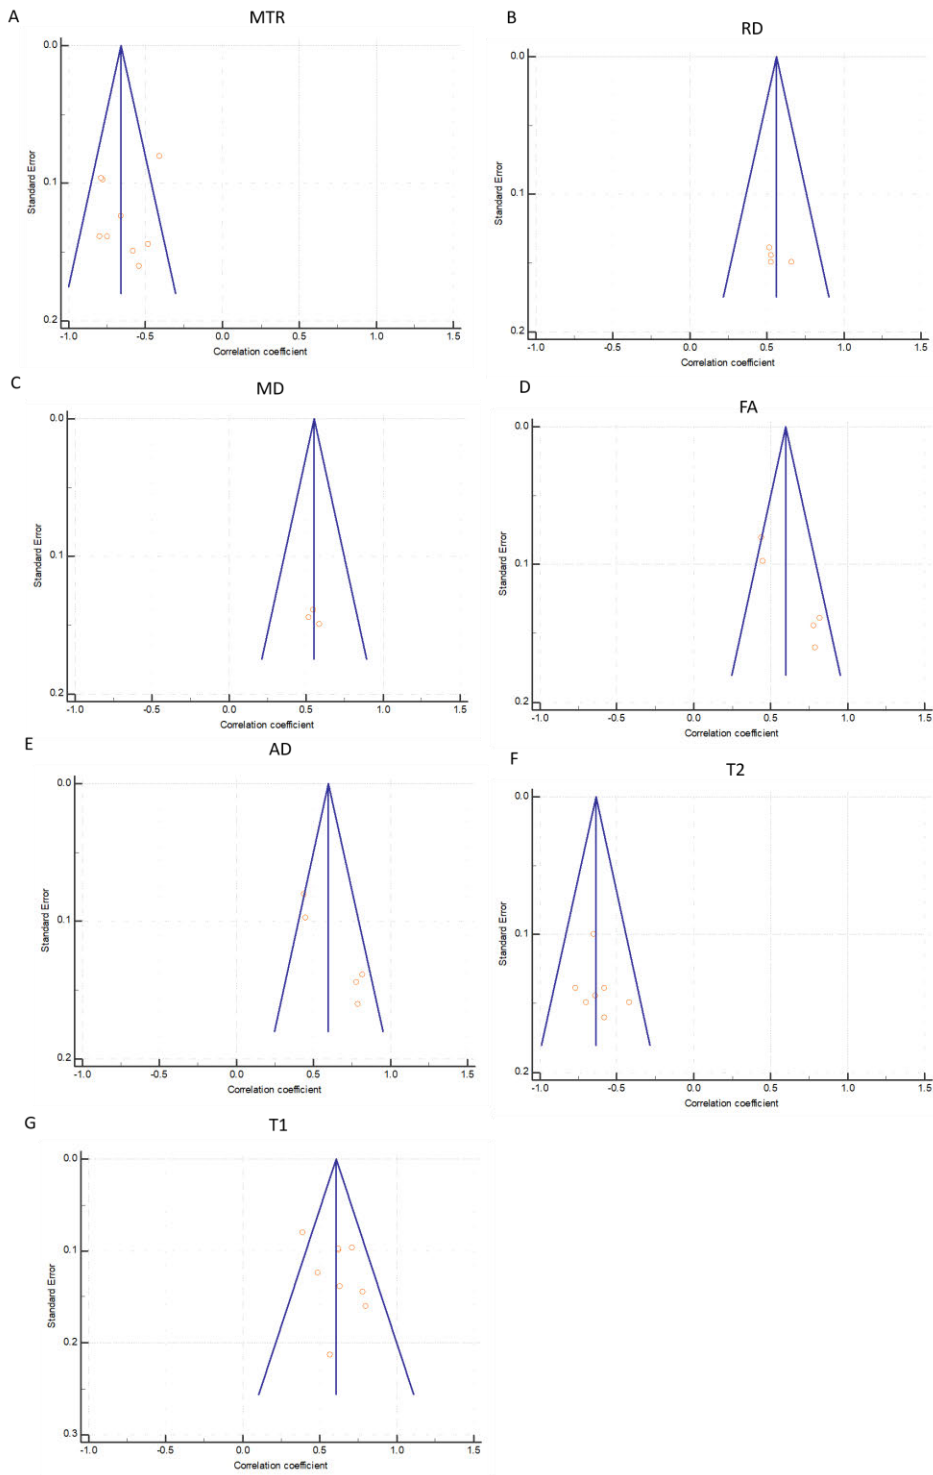 A
MTR
0.0
0.1
0.2
Standard Error
-1.0 -0.5 0.0 0.5 1.0 1.5
Correlation coefficient
B
RD
0.0
0.1
0.2
Standard Error
-1.0 -0.5 0.0 0.5 1.0 1.5
Correlation coefficient
C
MD
0.0
0.1
0.2
Standard Error
-1.0 -0.5 0.0 0.5 1.0 1.5
Correlation coefficient
D
FA
0.0
0.1
0.2
Standard Error
-1.0 -0.5 0.0 0.5 1.0 1.5
Correlation coefficient
E
AD
0.0
0.1
0.2
Standard Error
-1.0 -0.5 0.0 0.5 1.0 1.5
Correlation coefficient
F
T2
0.0
0.1
0.2
Standard Error
-1.0 -0.5 0.0 0.5 1.0 1.5
Correlation coefficient
G
T1
0.0
0.1
0.2
0.3
Standard Error
-1.0 -0.5 0.0 0.5 1.0 1.5
Correlation coefficient